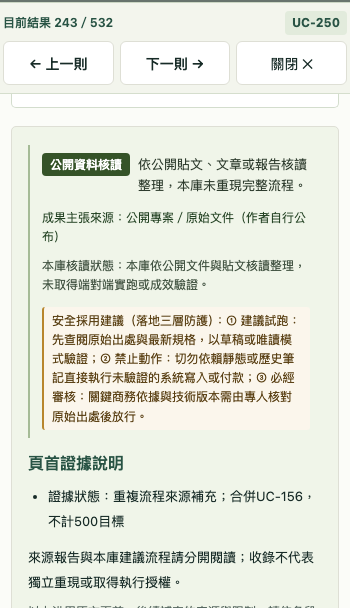 目前結果 243 / 532
UC-250
← 上一則
下一則 →
關閉 ×
公開資料核讀
依公開貼文、文章或報告核讀
整理，本庫未重現完整流程。
成果主張來源：公開專案 / 原始文件（作者自行公
布）
本庫核讀狀態：本庫依公開文件與貼文核讀整理，
未取得端對端實跑或成效驗證。
安全採用建議（落地三層防護）：① 建議試跑：
先查閱原始出處與最新規格，以草稿或唯讀模
式驗證；② 禁止動作：切勿依賴靜態或歷史筆
記直接執行未驗證的系統寫入或付款；③ 必經
審核：關鍵商務依據與技術版本需由專人核對
原始出處後放行。
頁首證據說明
• 證據狀態：重複流程來源補充；合併UC-156，
不計500目標
來源報告與本庫建議流程請分開閱讀；收錄不代表
獨立重現或取得執行授權。